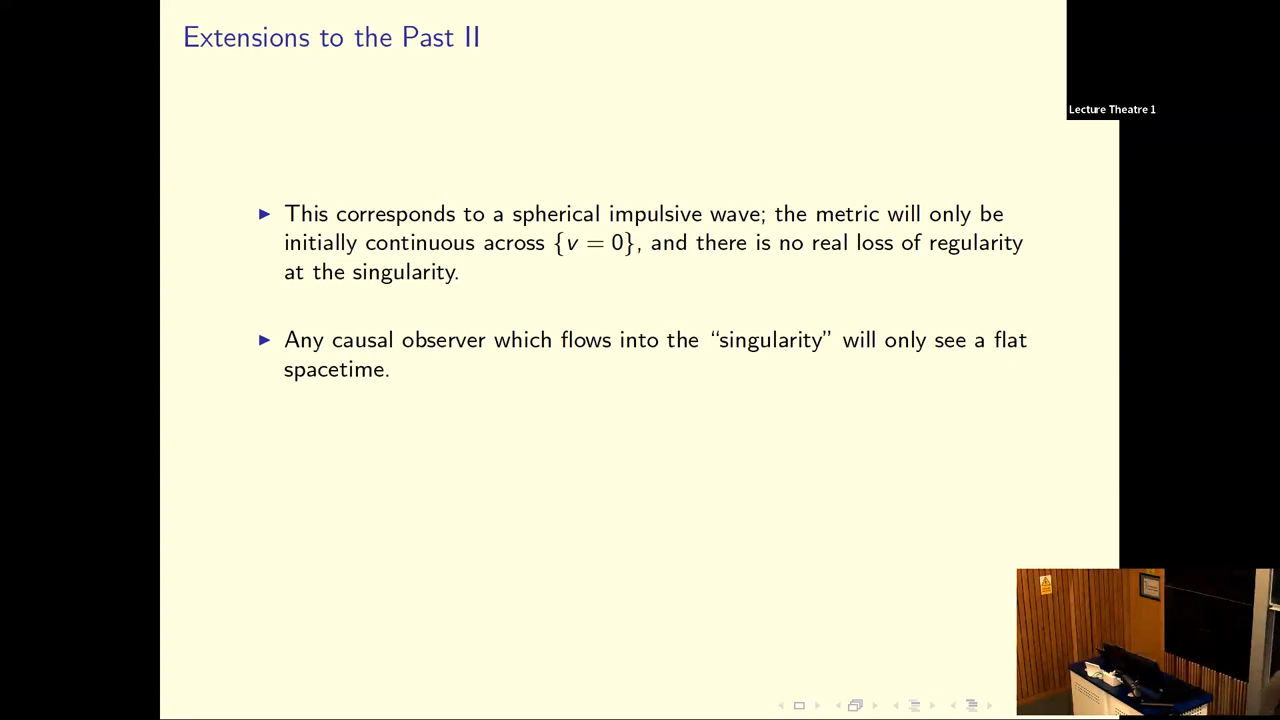 Extensions to the Past II
Lecture Theatre 1
▶ This corresponds to a spherical impulsive wave; the metric will only be
initially continuous across {v = 0}, and there is no real loss of regularity
at the singularity.
▶ Any causal observer which flows into the “singularity” will only see a flat
spacetime.